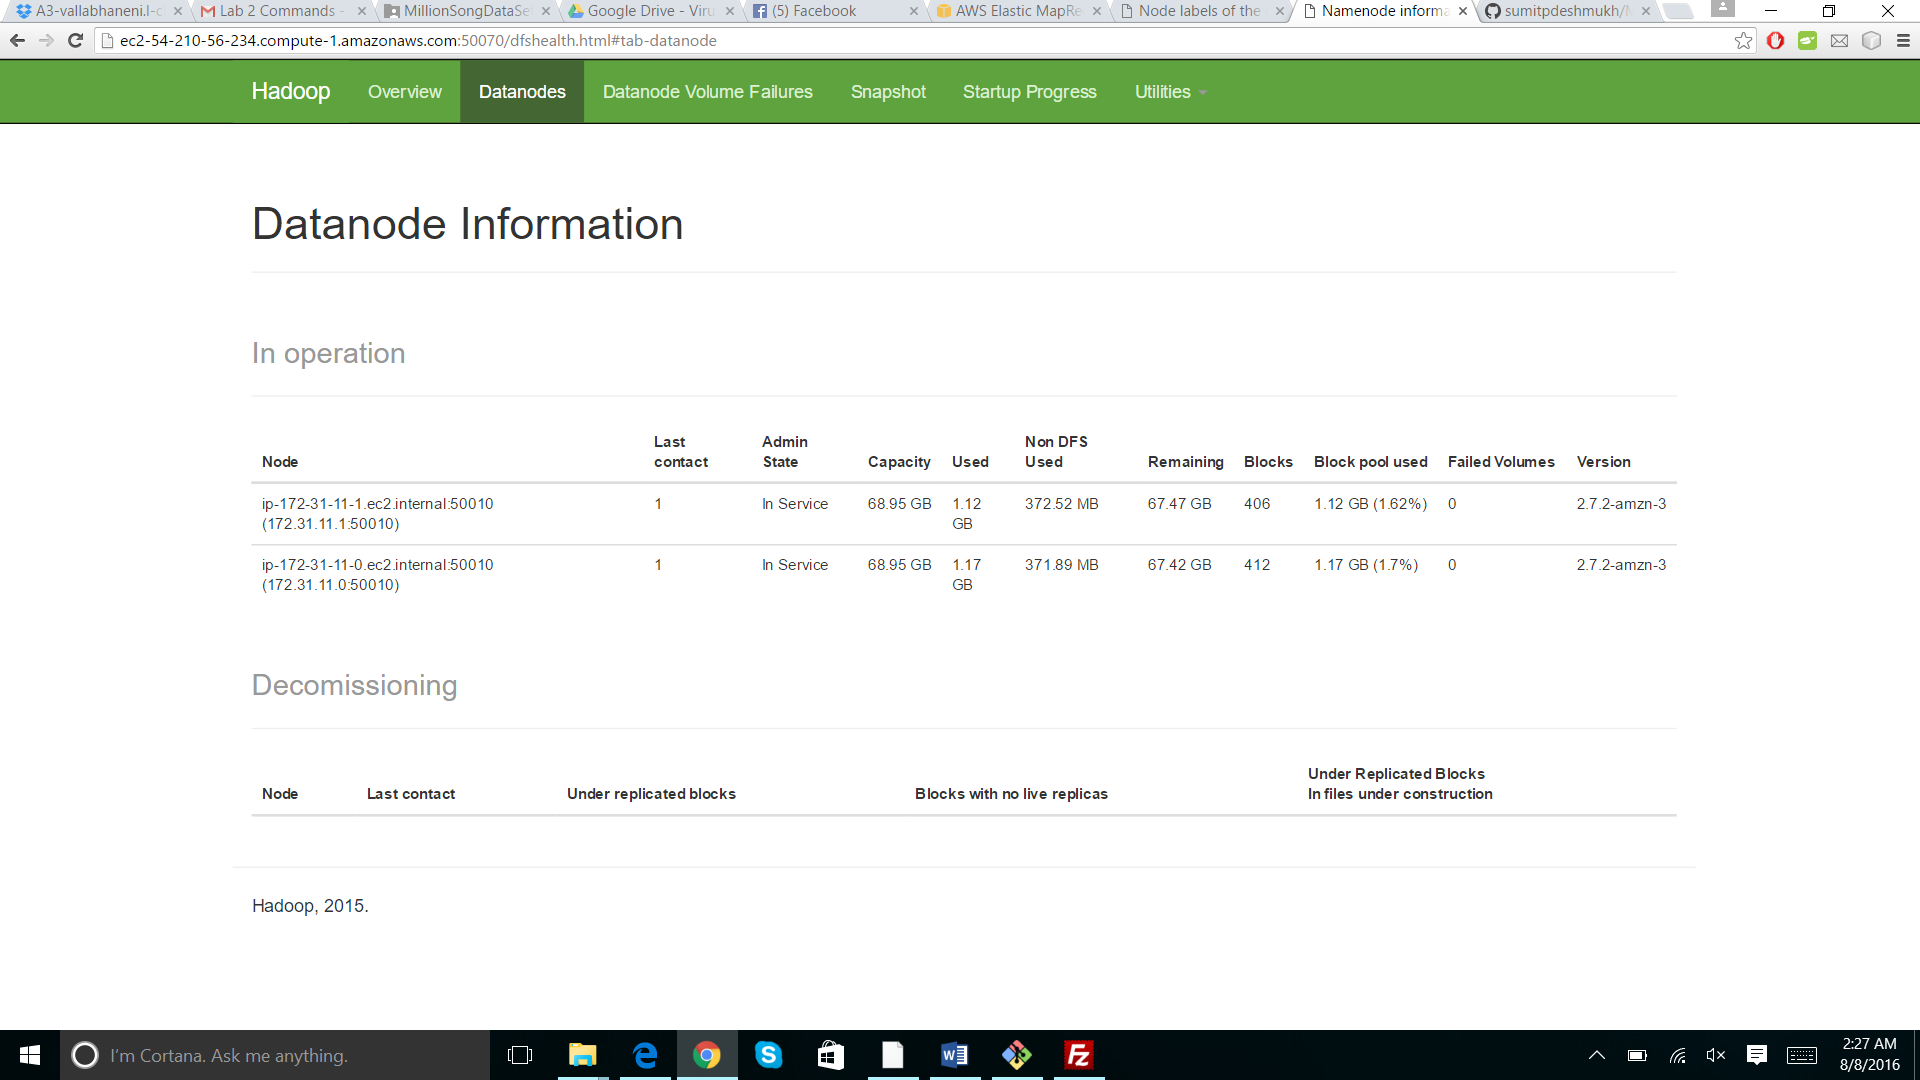 A3-vallabhaneni.l-c
Lab 2 Commands -
MillionSongDataSe
Google Drive - Viru
(5) Facebook
AWS Elastic MapRe
Node labels of the
Namenode informa
sumitpdeshmukh/M
ec2-54-210-56-234.compute-1.amazonaws.com:50070/dfshealth.html#tab-datanode
Hadoop Overview Datanodes Datanode Volume Failures Snapshot Startup Progress Utilities
Datanode Information
In operation
Node Last contact Admin State Capacity Used Non DFS Used Remaining Blocks Block pool used Failed Volumes Version
ip-172-31-11-1.ec2.internal:50010 (172.31.11.1:50010) 1 In Service 68.95 GB 1.12 GB 372.52 MB 67.47 GB 406 1.12 GB (1.62%) 0 2.7.2-amzn-3
ip-172-31-11-0.ec2.internal:50010 (172.31.11.0:50010) 1 In Service 68.95 GB 1.17 GB 371.89 MB 67.42 GB 412 1.17 GB (1.7%) 0 2.7.2-amzn-3
Decomissioning
Node Last contact Under replicated blocks Blocks with no live replicas Under Replicated Blocks In files under construction
Hadoop, 2015.
I'm Cortana. Ask me anything.
2:27 AM
8/8/2016